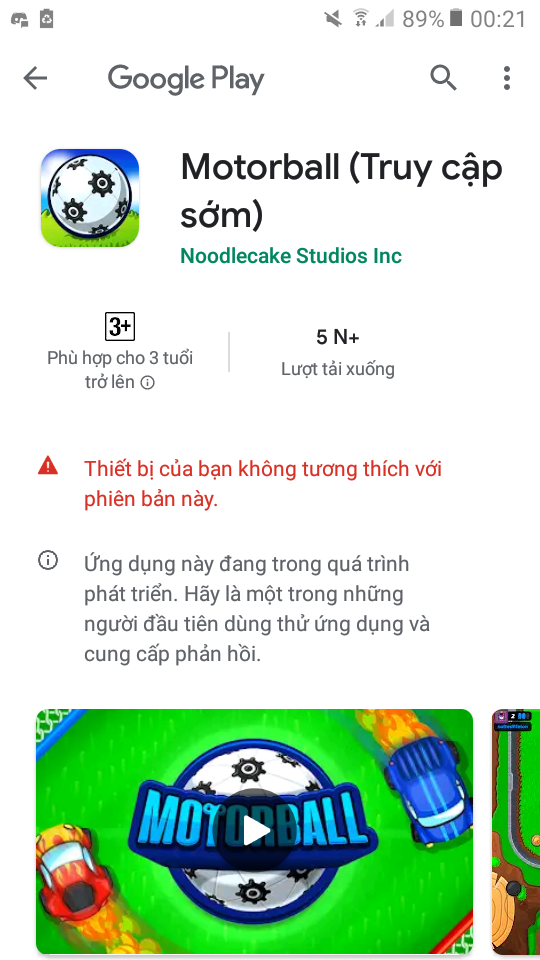 89% 00:21
Google Play
Motorball (Truy cập
sớm)
Noodlecake Studios Inc
3+
Phù hợp cho 3 tuổi
trở lên
5 N+
Lượt tải xuống
Thiết bị của bạn không tương thích với
phiên bản này.
Ứng dụng này đang trong quá trình
phát triển. Hãy là một trong những
người đầu tiên dùng thử ứng dụng và
cung cấp phản hồi.
MOTORBALL
2